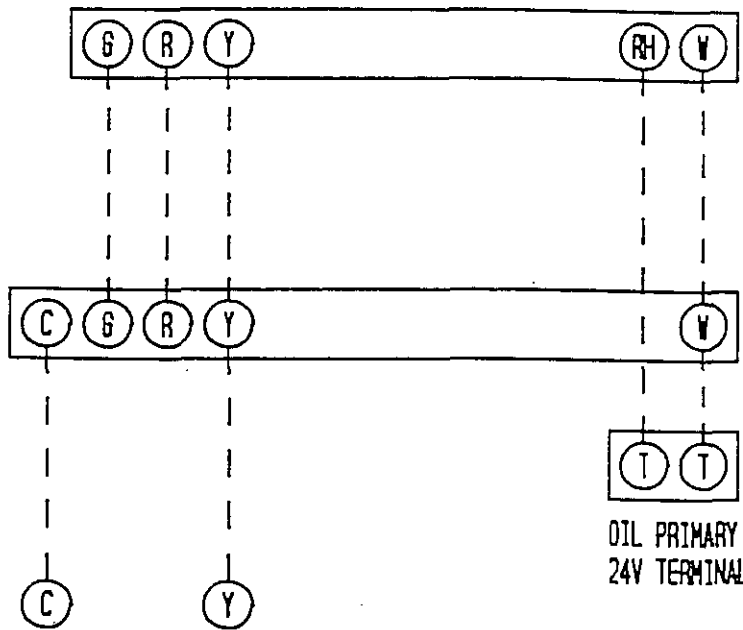 G R Y RH W
C G R Y W
T T
OIL PRIMARY
24V TERMINAL
C Y